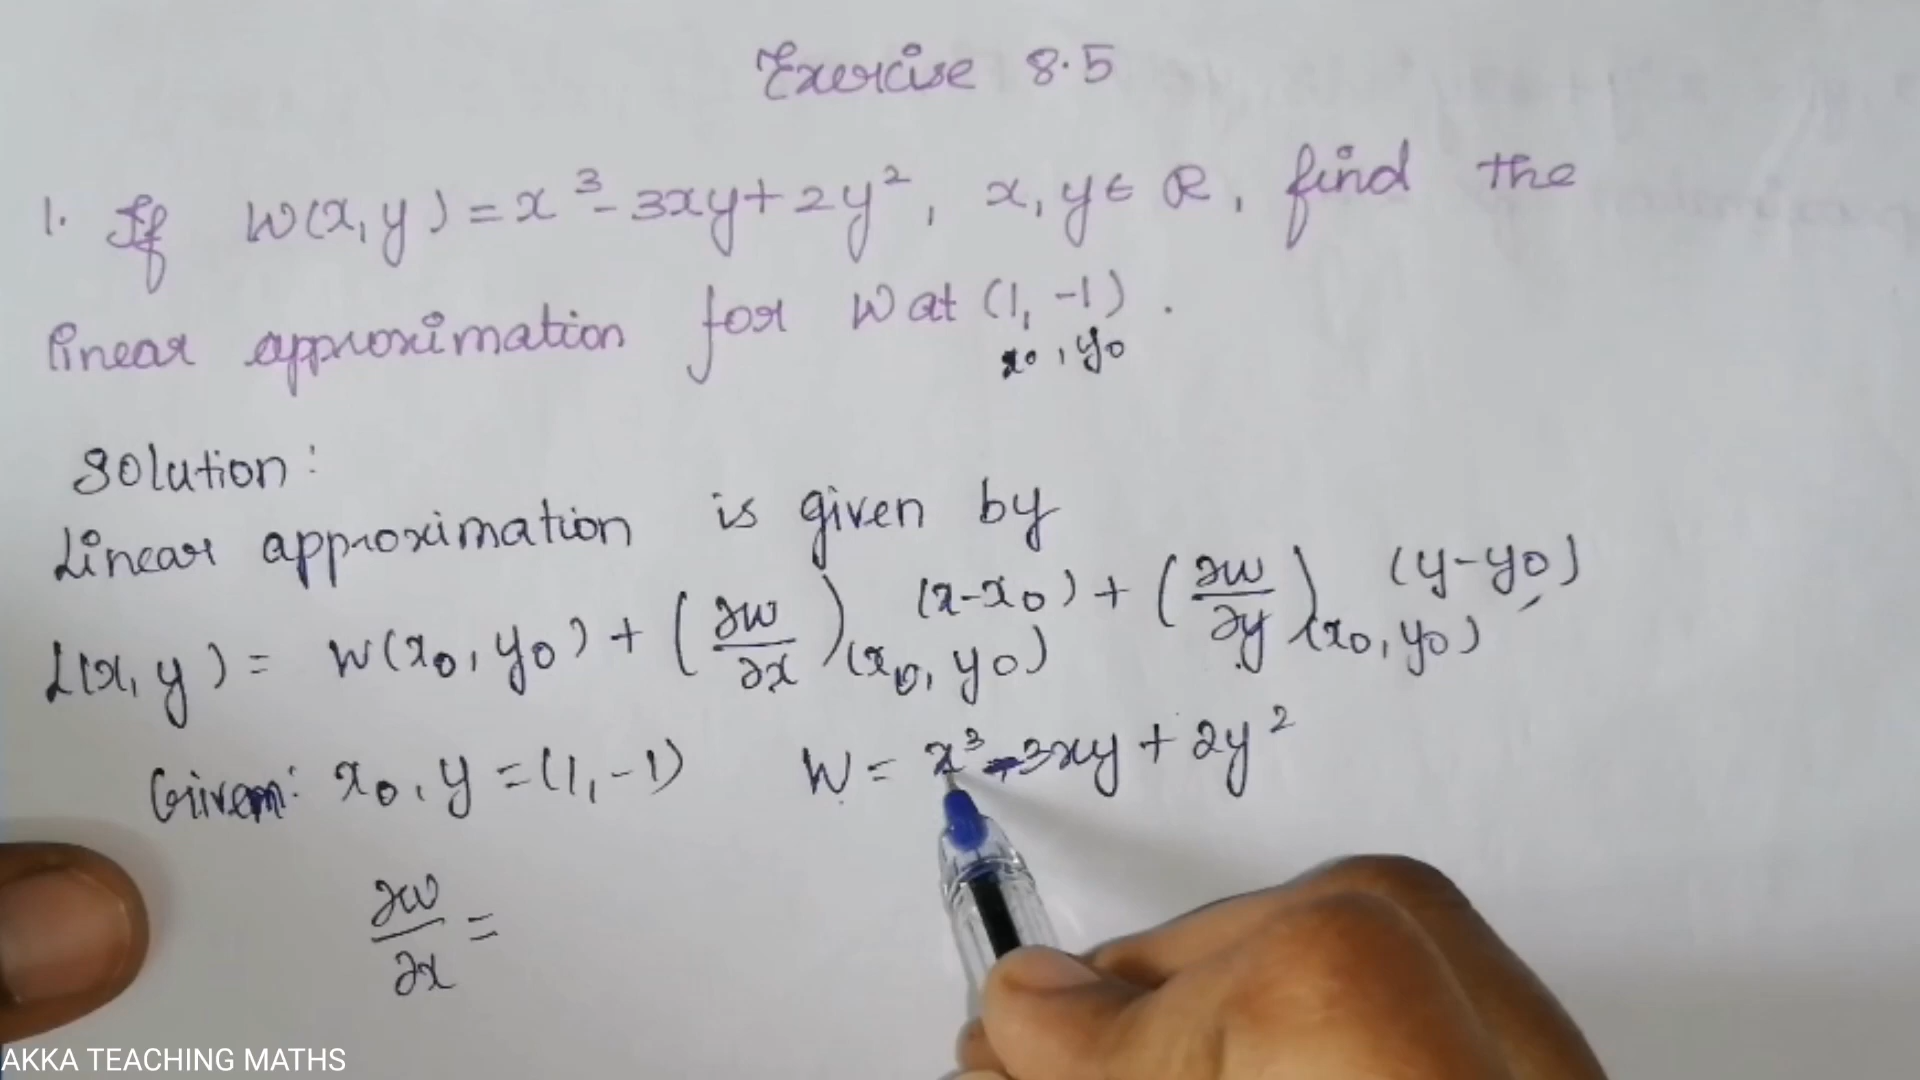 Exercise 8.5
1. If W(x, y) = x³ - 3xy + 2y², x, y ∈ R, find the
linear approximation for W at (1, -1).
x₀, y₀
Solution:
Linear approximation is given by
L(x, y) = W(x₀, y₀) + (∂w/∂x)(x₀, y₀) (x-x₀) + (∂w/∂y)(x₀, y₀) (y-y₀)
Given: x₀, y = (1, -1) W = x³ - 3xy + 2y²
∂w/∂x =
AKKA TEACHING MATHS